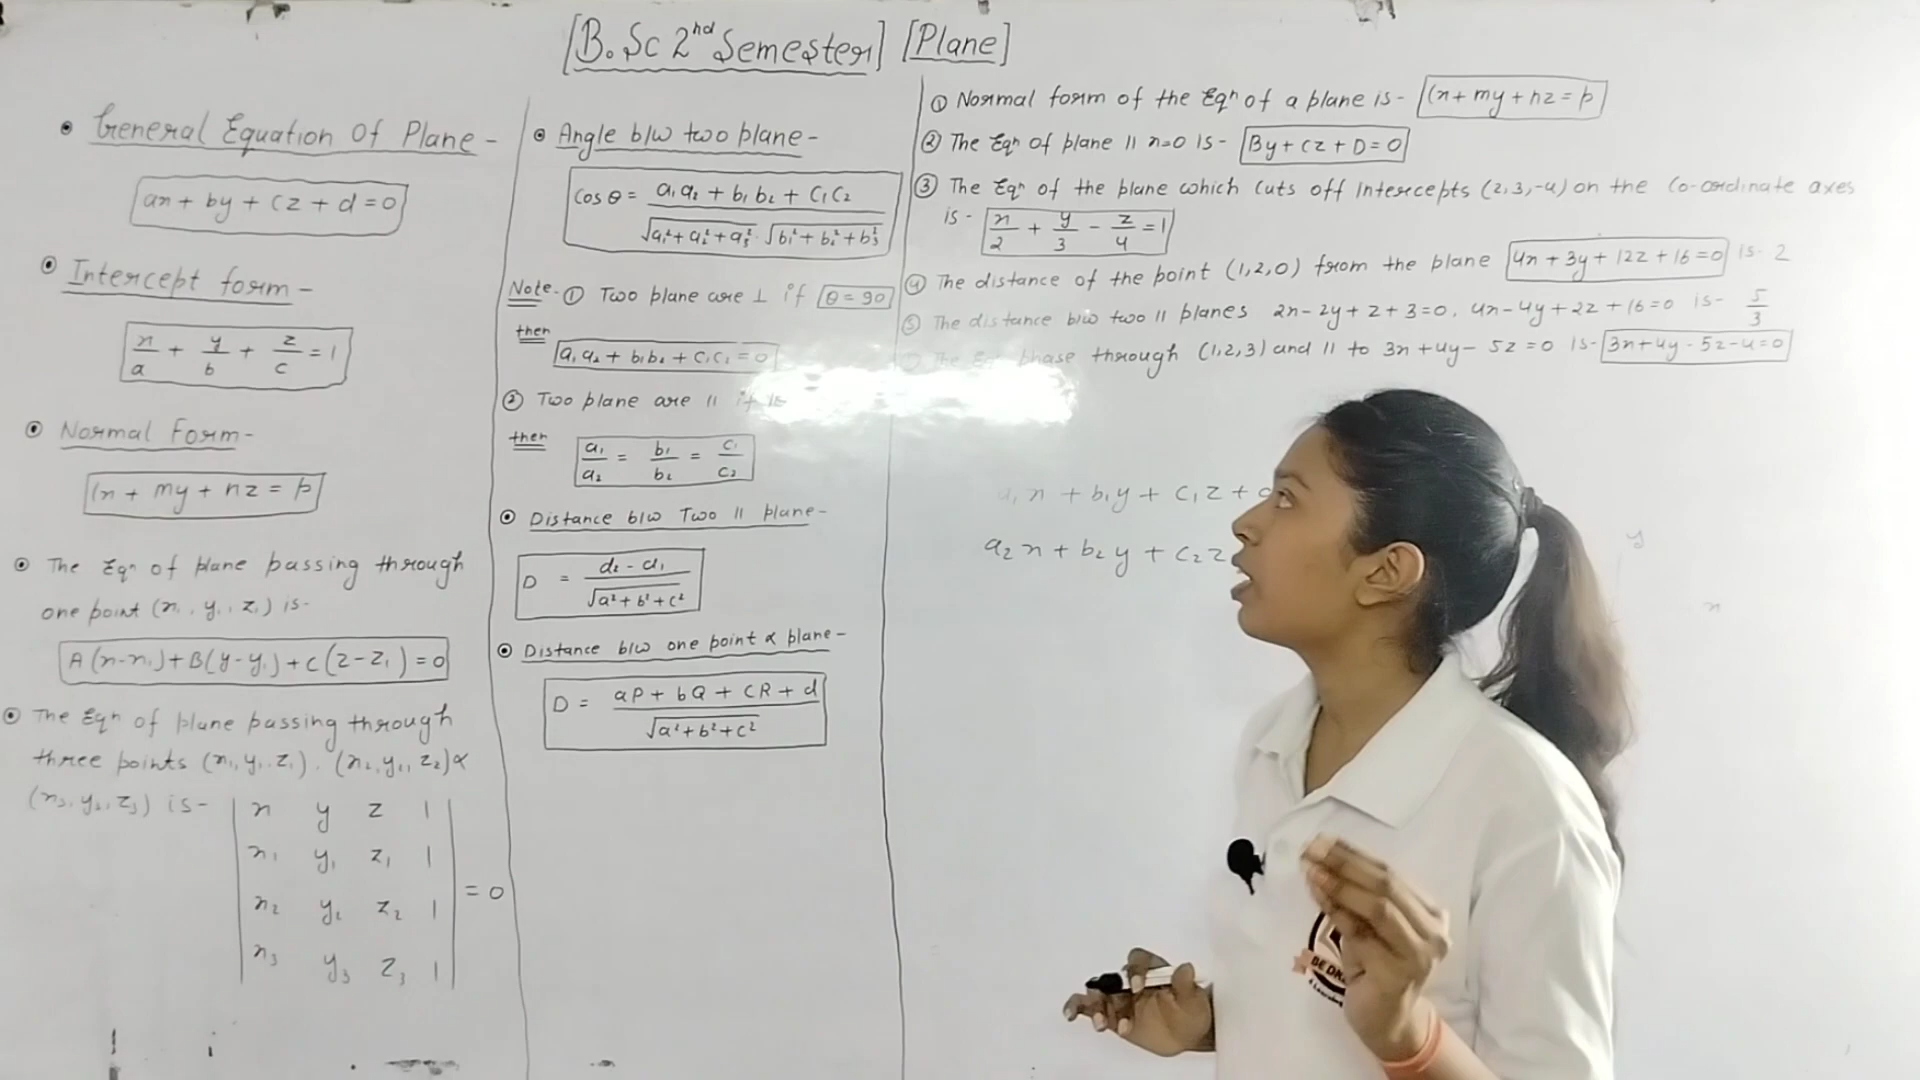 [B.Sc 2nd Semester] [Plane]
• General Equation Of Plane -
ax + by + cz + d = 0
Intercept form -
x/a + y/b + z/c = 1
Normal Form -
lx + my + nz = p
The Eqn of plane passing through
one point (x1, y1, z1) is -
A(x-x1)+B(y-y1)+C(z-z1)=0
The Eqn of plane passing through
three points (x1, y1, z1), (x2, y1, z2) &
(x3, y3, z3) is -
x y z 1
x1 y1 z1 1
x2 y2 z2 1
= 0
x3 y3 z3 1
Angle b/w two plane -
cos θ = a1a2 + b1b2 + c1c2 / √a1²+a2²+a3² · √b1²+b2²+b3²
Note - ① Two plane are ⊥ if θ = 90
then
a1a2 + b1b2 + c1c2 = 0
② Two plane are || if
then a1/a2 = b1/b2 = c1/c2
Distance b/w Two || plane -
D = d2 - d1 / √a²+b²+c²
Distance b/w one point & plane -
D = aP + bQ + cR + d / √a²+b²+c²
① Normal form of the Eqn of a plane is - lx + my + nz = p
② The Eqn of plane || x=0 is - By + Cz + D = 0
③ The Eqn of the plane which cuts off Intercepts (2,3,-4) on the Co-ordinate axes
is - x/2 + y/3 - z/4 = 1
④ The distance of the point (1,2,0) from the plane 4x + 3y + 12z + 16 = 0 is 2
⑤ The distance b/w two || planes 2x - 2y + z + 3 = 0, 4x - 4y + 2z + 16 = 0 is - 5/3
The Eqn phase through (1,2,3) and || to 3x + 4y - 5z = 0 is - 3x + 4y - 5z - 4 = 0
a1x + b1y + c1z +
a2x + b2y + c2z
y
x
BE